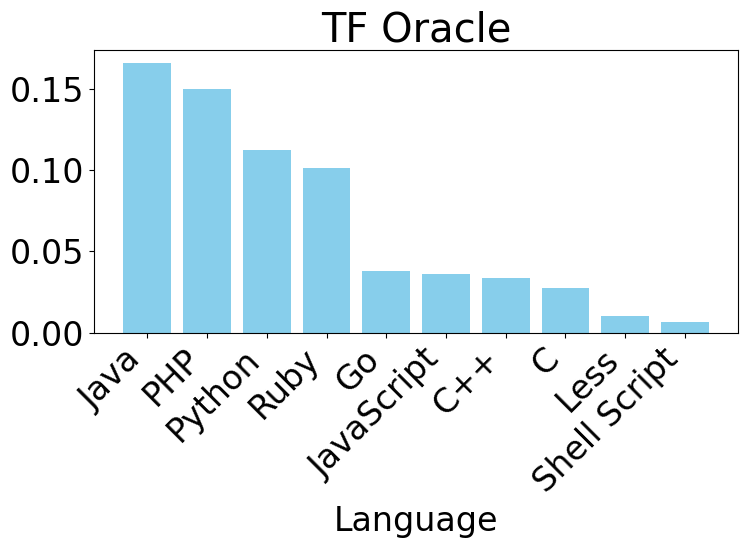 TF Oracle
0.15
0.10
0.05
0.00
Java
PHP
Python
Ruby
Go
JavaScript
C++
C
Less
Shell Script
Language